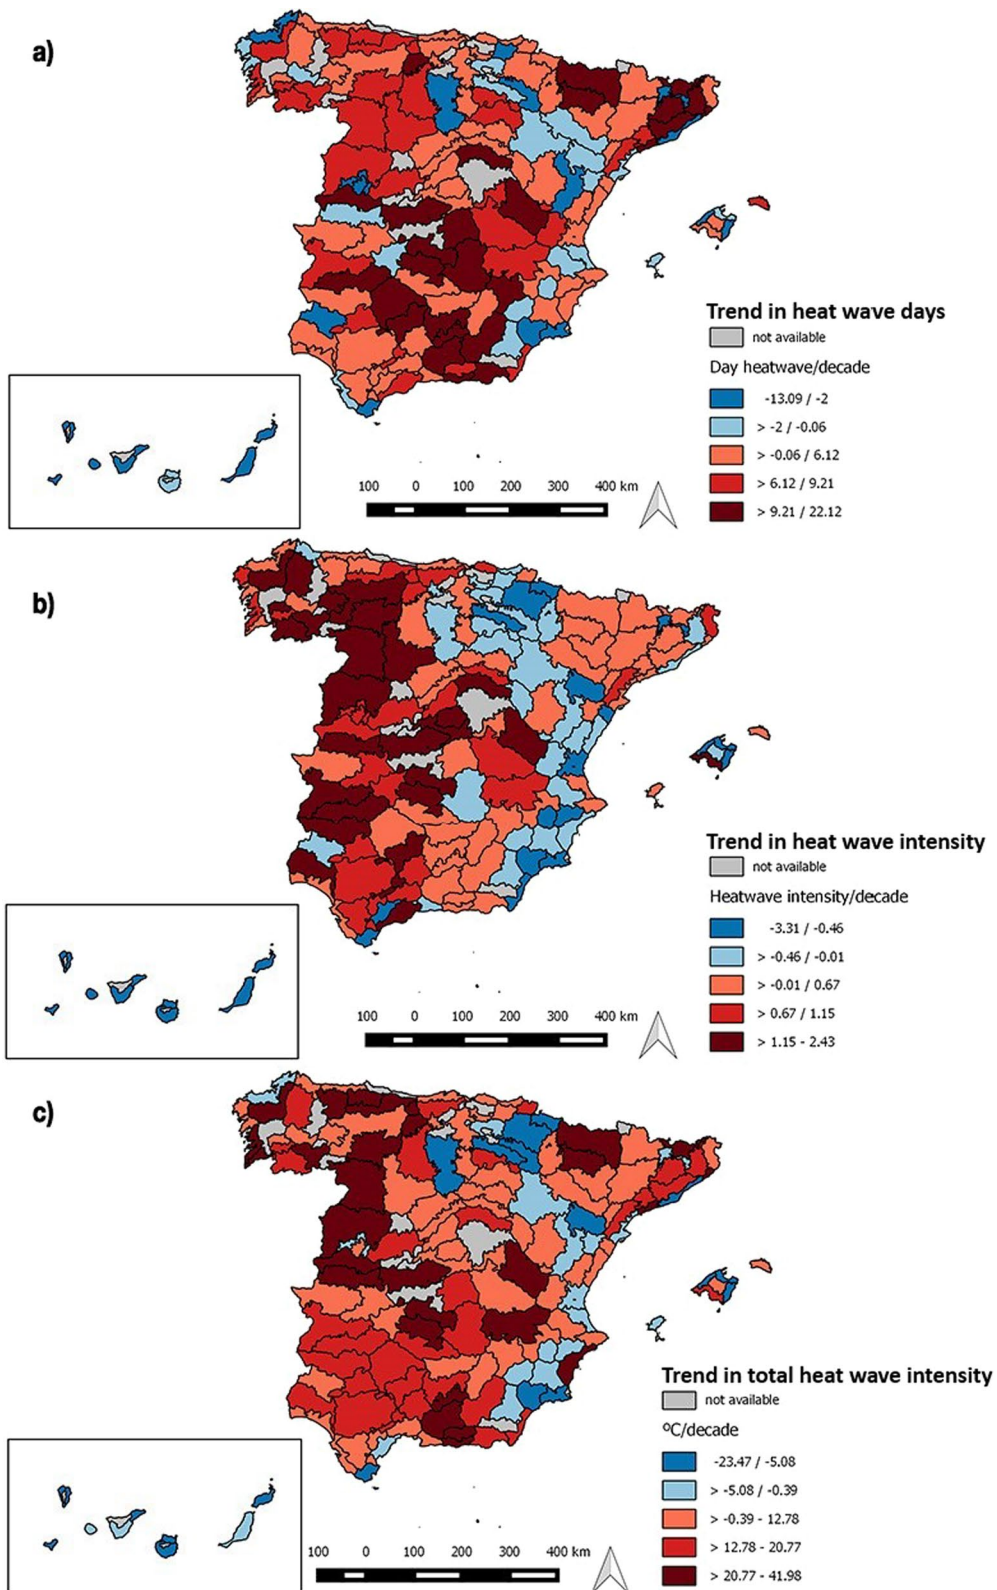 a)
Trend in heat wave days
not available
Day heatwave/decade
-13.09 / -2
> -2 / -0.06
> -0.06 / 6.12
> 6.12 / 9.21
> 9.21 / 22.12
100 0 100 200 300 400 km
b)
Trend in heat wave intensity
not available
Heatwave intensity/decade
-3.31 / -0.46
> -0.46 / -0.01
> -0.01 / 0.67
> 0.67 / 1.15
> 1.15 - 2.43
100 0 100 200 300 400 km
c)
Trend in total heat wave intensity
not available
ºC/decade
-23.47 / -5.08
> -5.08 / -0.39
> -0.39 - 12.78
> 12.78 - 20.77
> 20.77 - 41.98
100 0 100 200 300 400 km